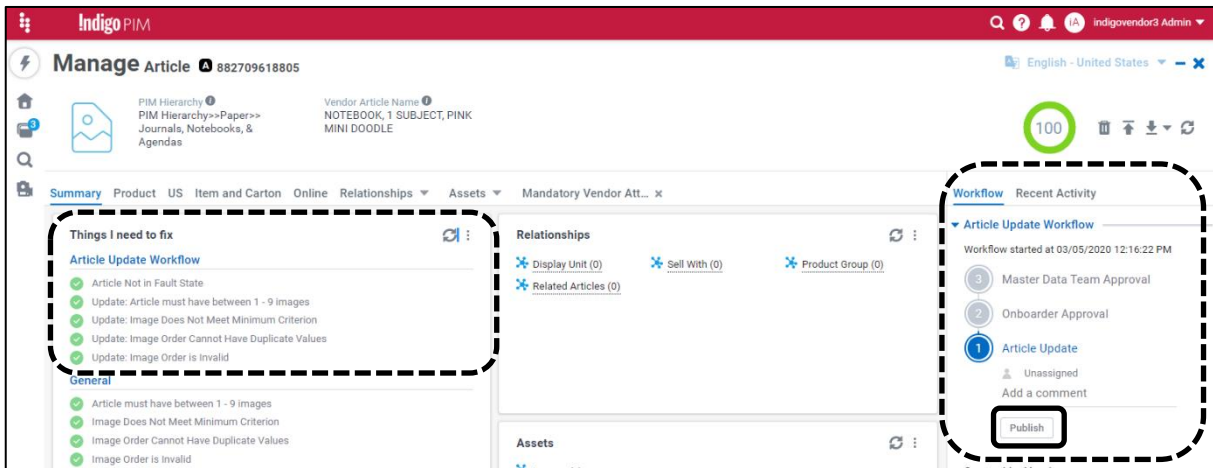 Indigo PIM
? IA indigovendor3 Admin
Manage Article A 882709618805
English - United States
3
PIM Hierarchy
PIM Hierarchy>>Paper>>
Journals, Notebooks, &
Agendas
Vendor Article Name
NOTEBOOK, 1 SUBJECT, PINK
MINI DOODLE
100
Summary Product US Item and Carton Online Relationships Assets Mandatory Vendor Att... x
Things I need to fix
Article Update Workflow
Article Not in Fault State
Update: Article must have between 1 - 9 images
Update: Image Does Not Meet Minimum Criterion
Update: Image Order Cannot Have Duplicate Values
Update: Image Order is Invalid
General
Article must have between 1 - 9 images
Image Does Not Meet Minimum Criterion
Image Order Cannot Have Duplicate Values
Image Order is Invalid
Relationships
Display Unit (0) Sell With (0) Product Group (0)
Related Articles (0)
Assets
Workflow Recent Activity
Article Update Workflow
Workflow started at 03/05/2020 12:16:22 PM
3 Master Data Team Approval
2 Onboarder Approval
1 Article Update
Unassigned
Add a comment
Publish